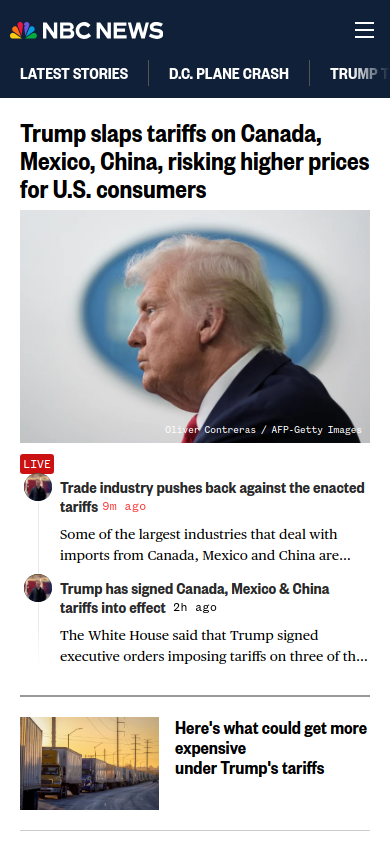 NBC NEWS
LATEST STORIES
D.C. PLANE CRASH
TRUMP
Trump slaps tariffs on Canada,
Mexico, China, risking higher prices
for U.S. consumers
Oliver Contreras / AFP-Getty Images
LIVE
Trade industry pushes back against the enacted
tariffs 9m ago
Some of the largest industries that deal with
imports from Canada, Mexico and China are...
Trump has signed Canada, Mexico & China
tariffs into effect 2h ago
The White House said that Trump signed
executive orders imposing tariffs on three of th...
Here's what could get more
expensive
under Trump's tariffs